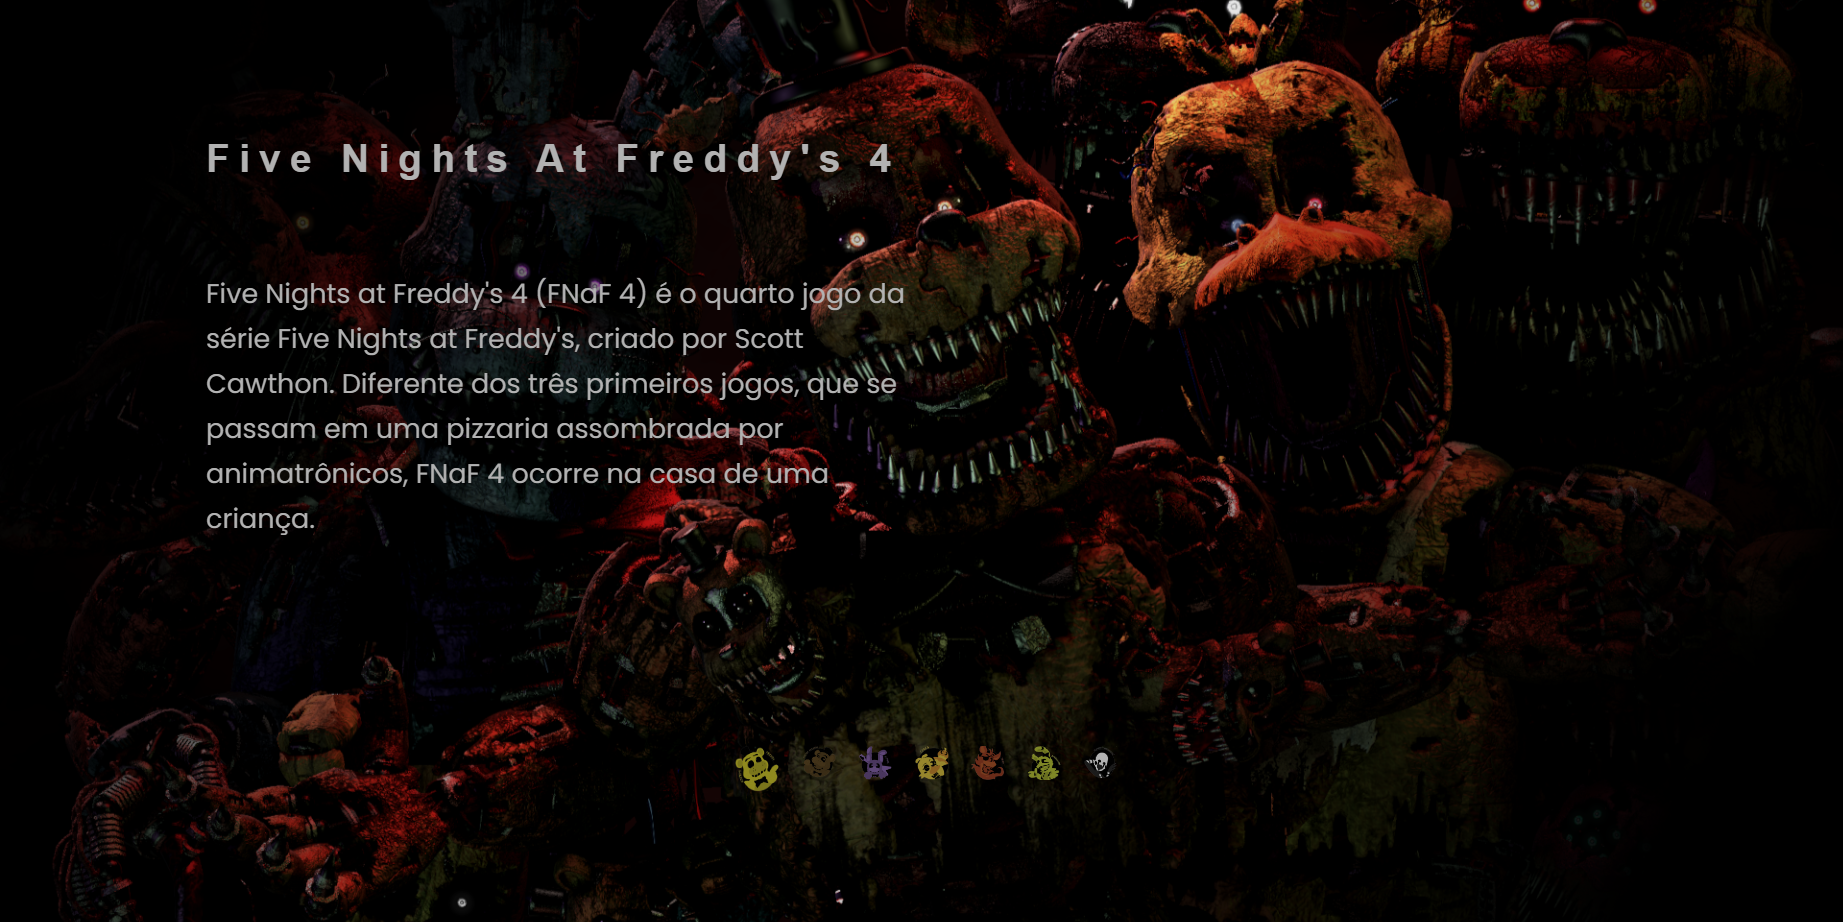 Five Nights At Freddy's 4
Five Nights at Freddy's 4 (FNaF 4) é o quarto jogo da
série Five Nights at Freddy's, criado por Scott
Cawthon. Diferente dos três primeiros jogos, que se
passam em uma pizzaria assombrada por
animatrônicos, FNaF 4 ocorre na casa de uma
criança.